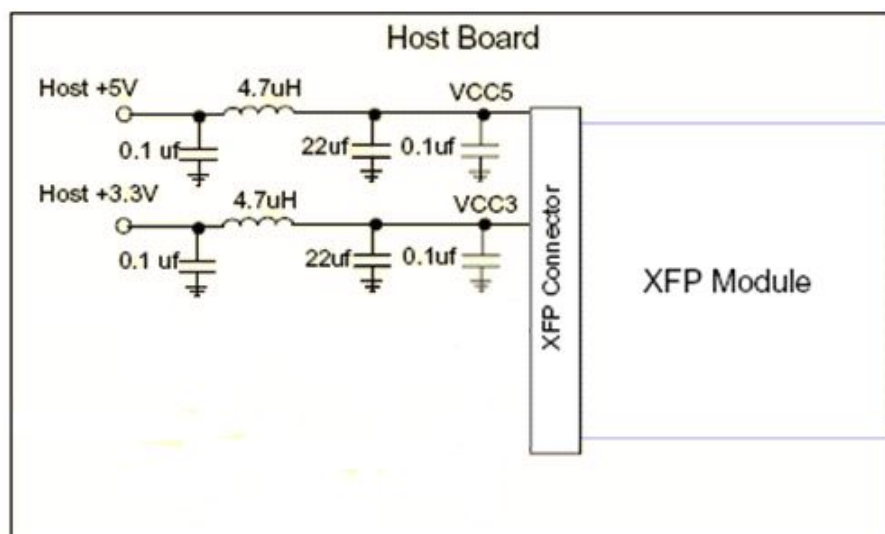 Host Board
Host +5V
4.7uH
VCC5
0.1 uf
22uf
0.1uf
Host +3.3V
4.7uH
VCC3
0.1 uf
22uf
0.1uf
XFP Connector
XFP Module